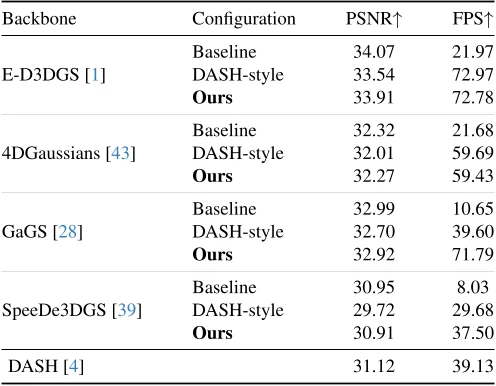 Backbone Configuration PSNR↑ FPS↑
Baseline 34.07 21.97
E-D3DGS [1] DASH-style 33.54 72.97
Ours 33.91 72.78
Baseline 32.32 21.68
4DGaussians [43] DASH-style 32.01 59.69
Ours 32.27 59.43
Baseline 32.99 10.65
GaGS [28] DASH-style 32.70 39.60
Ours 32.92 71.79
Baseline 30.95 8.03
SpeeDe3DGS [39] DASH-style 29.72 29.68
Ours 30.91 37.50
DASH [4] 31.12 39.13